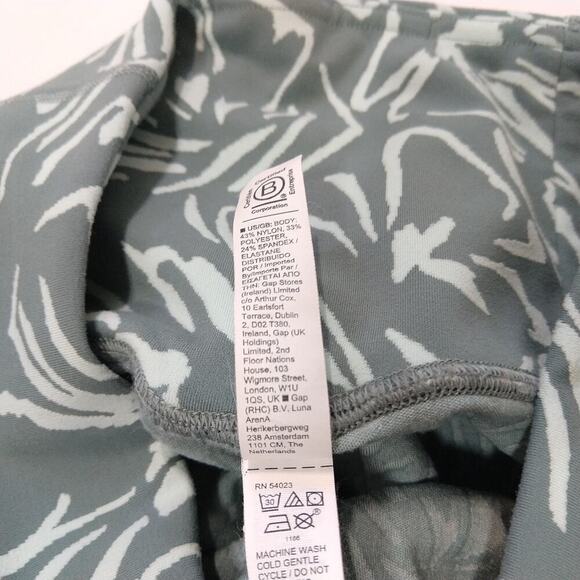 Certified
B
Corporation
Entreprise
■ US/GB: BODY:
43% NYLON, 33%
POLYESTER,
24% SPANDEX /
ELASTANE
DISTRIBUIDO
POR / Imported
By/Importe Par /
ΕΙΣΑΓΕΤΑΙ ΑΠΟ
ΤΗΝ: Gap Stores
(Ireland) Limited
c/o Arthur Cox,
10 Earlsfort
Terrace, Dublin
2, D02 T380,
Ireland, Gap (UK
Holdings)
Limited, 2nd
Floor Nations
House, 103
Wigmore Street,
London, W1U
1QS, UK ■ Gap
(RHC) B.V. Luna
ArenA
Herikerbergweg
238 Amsterdam
1101 CM, The
Netherlands
RN 54023
30
1166
MACHINE WASH
COLD GENTLE
CYCLE / DO NOT